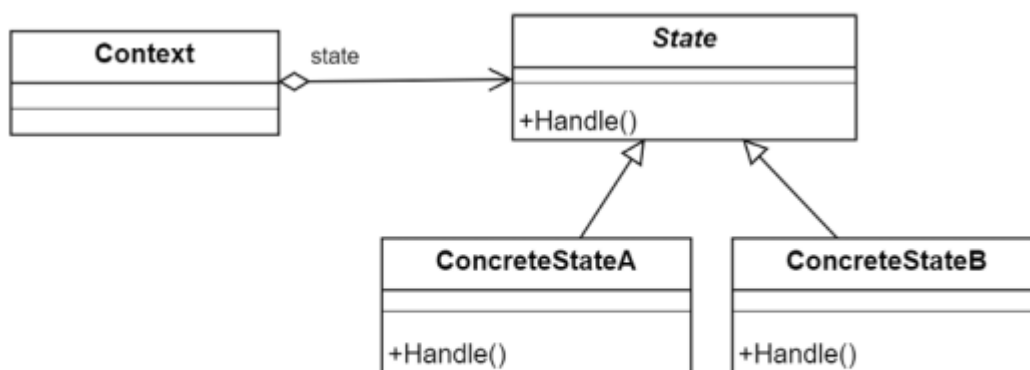 Context
state
State
+Handle()
ConcreteStateA
+Handle()
ConcreteStateB
+Handle()